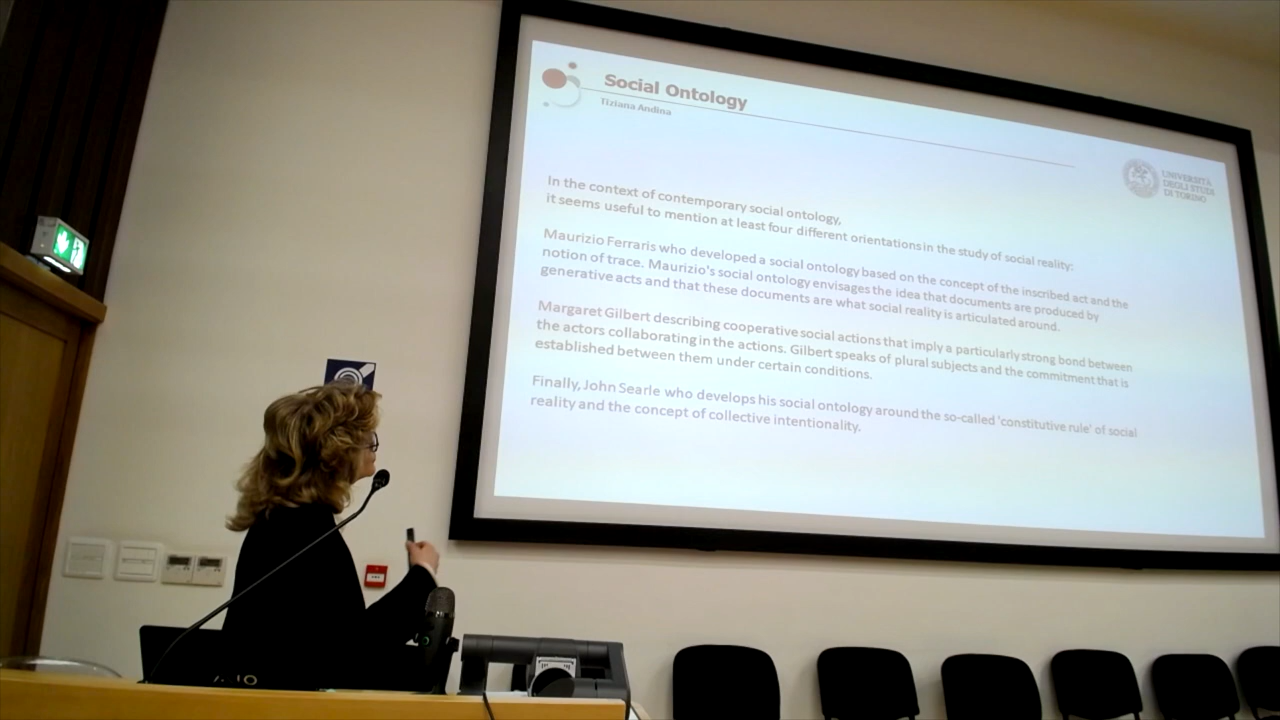 Social Ontology
Tiziana Andina
UNIVERSITÀ
DEGLI STUDI
DI TORINO
In the context of contemporary social ontology,
it seems useful to mention at least four different orientations in the study of social reality:
Maurizio Ferraris who developed a social ontology based on the concept of the inscribed act and the
notion of trace. Maurizio's social ontology envisages the idea that documents are produced by
generative acts and that these documents are what social reality is articulated around.
Margaret Gilbert describing cooperative social actions that imply a particularly strong bond between
the actors collaborating in the actions. Gilbert speaks of plural subjects and the commitment that is
established between them under certain conditions.
Finally, John Searle who develops his social ontology around the so-called 'constitutive rule' of social
reality and the concept of collective intentionality.